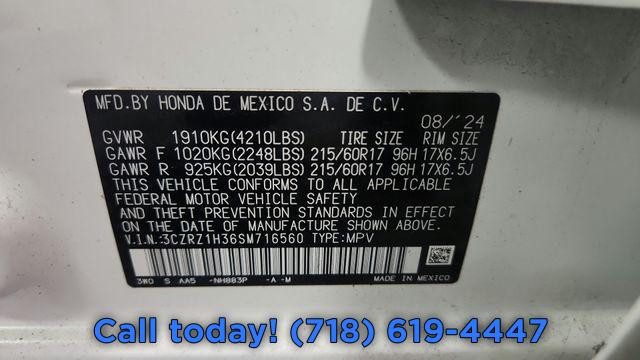 MFD.BY HONDA DE MEXICO S.A. DE C.V.
08/'24
GVWR 1910KG(4210LBS) TIRE SIZE RIM SIZE
GAWR F 1020KG(2248LBS) 215/60R17 96H 17X6.5J
GAWR R 925KG(2039LBS) 215/60R17 96H 17X6.5J
THIS VEHICLE CONFORMS TO ALL APPLICABLE
FEDERAL MOTOR VEHICLE SAFETY
AND THEFT PREVENTION STANDARDS IN EFFECT
ON THE DATE OF MANUFACTURE SHOWN ABOVE.
V.I.N.:3CZRZ1H36SM716560 TYPE:MPV
3W0 S AA5 -NH883P -A -M MADE IN MEXICO
Call today! (718) 619-4447